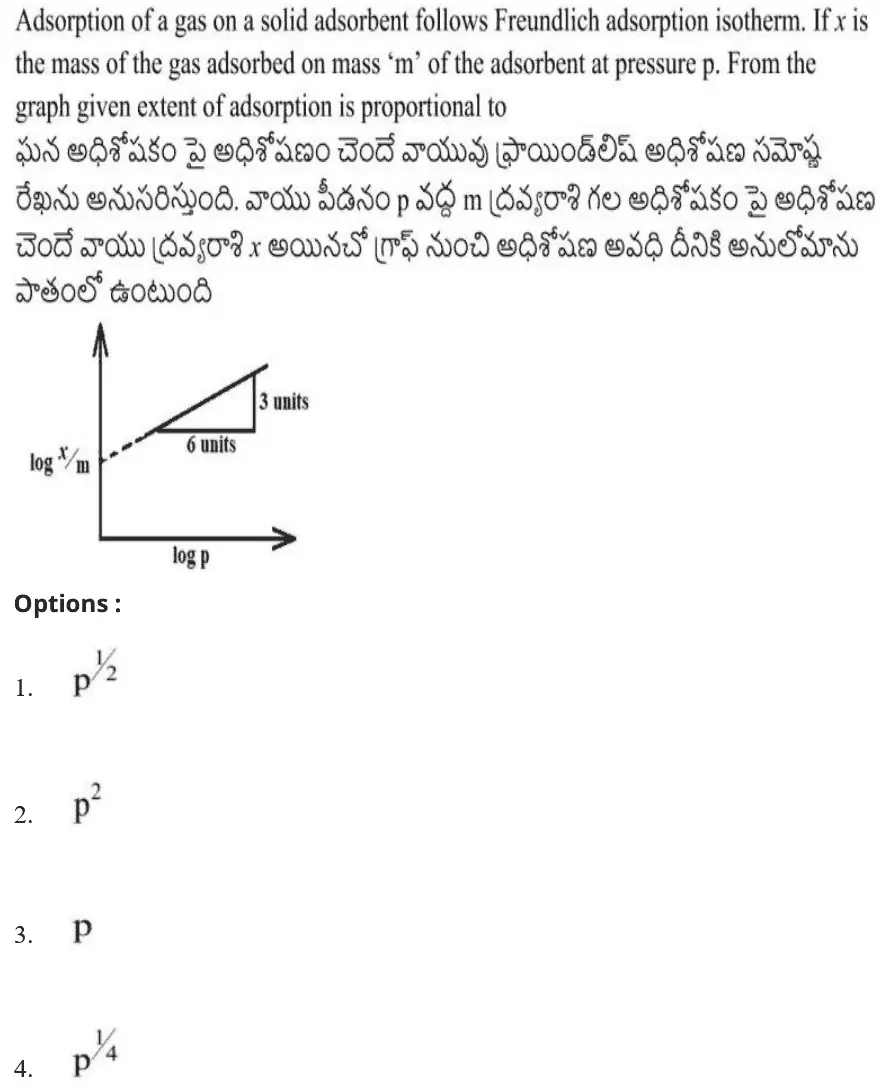 Adsorption of a gas on a solid adsorbent follows Freundlich adsorption isotherm. If x is
the mass of the gas adsorbed on mass ‘m’ of the adsorbent at pressure p. From the
graph given extent of adsorption is proportional to
ఘన అధిశోషకం పై అధిశోషణం చెందే వాయువు ఫ్రాయిండ్‌లిష్ అధిశోషణ సమోష్ణ
రేఖను అనుసరిస్తుంది. వాయు పీడనం p వద్ద m ద్రవ్యరాశి గల అధిశోషకం పై అధిశోషణ
చెందే వాయు ద్రవ్యరాశి x అయినచో గ్రాఫ్ నుంచి అధిశోషణ అవధి దీనికి అనులోమాను
పాతంలో ఉంటుంది
3 units
6 units
log x/m
log p
Options :
1. p^1/2
2. p^2
3. p
4. p^1/4